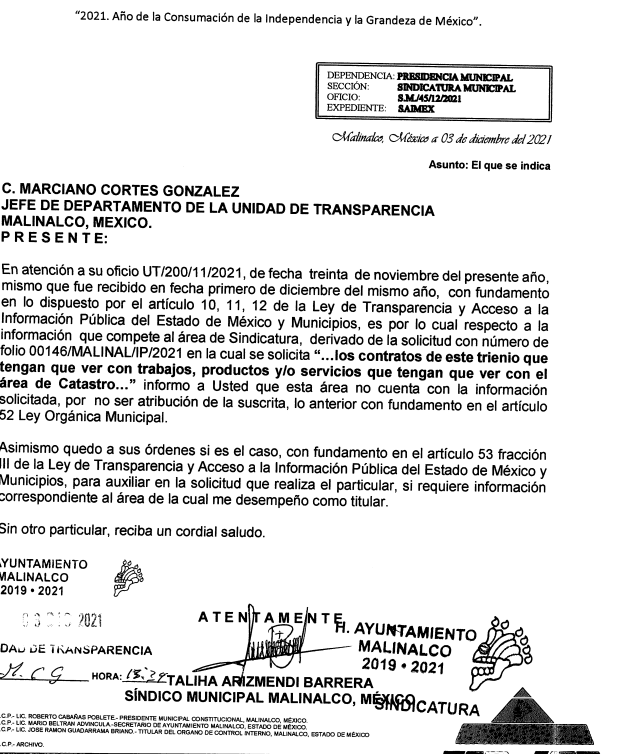 “2021. Año de la Consumación de la Independencia y la Grandeza de México”.
DEPENDENCIA: PRESIDENCIA MUNICIPAL
SECCIÓN: SINDICATURA MUNICIPAL
OFICIO: S.M./45/12/2021
EXPEDIENTE: SAIMEX
Malinalco, México a 03 de diciembre del 2021
Asunto: El que se indica
C. MARCIANO CORTES GONZALEZ
JEFE DE DEPARTAMENTO DE LA UNIDAD DE TRANSPARENCIA
MALINALCO, MEXICO.
P R E S E N T E:
En atención a su oficio UT/200/11/2021, de fecha treinta de noviembre del presente año,
mismo que fue recibido en fecha primero de diciembre del mismo año, con fundamento
en lo dispuesto por el artículo 10, 11, 12 de la Ley de Transparencia y Acceso a la
Información Pública del Estado de México y Municipios, es por lo cual respecto a la
información que compete al área de Sindicatura, derivado de la solicitud con número de
folio 00146/MALINAL/IP/2021 en la cual se solicita “...los contratos de este trienio que
tengan que ver con trabajos, productos y/o servicios que tengan que ver con el
área de Catastro...” informo a Usted que esta área no cuenta con la información
solicitada, por no ser atribución de la suscrita, lo anterior con fundamento en el artículo
52 Ley Orgánica Municipal.
Asimismo quedo a sus órdenes si es el caso, con fundamento en el artículo 53 fracción
III de la Ley de Transparencia y Acceso a la Información Pública del Estado de México y
Municipios, para auxiliar en la solicitud que realiza el particular, si requiere información
correspondiente al área de la cual me desempeño como titular.
Sin otro particular, reciba un cordial saludo.
AYUNTAMIENTO
MALINALCO
2019 • 2021
03 DIC 2021
DAD DE TRANSPARENCIA
M. C G HORA: 13:34
A T E N T A M E N T E
H. AYUNTAMIENTO
MALINALCO
2019 • 2021
TALIHA ARIZMENDI BARRERA
SÍNDICO MUNICIPAL MALINALCO, MÉXICO
SINDICATURA
C.C.P.- LIC. ROBERTO CABAÑAS POBLETE.- PRESIDENTE MUNICIPAL CONSTITUCIONAL, MALINALCO, MÉXICO.
C.C.P.- LIC. MARIO BELTRAN ADVINCULA.-SECRETARIO DE AYUNTAMIENTO MALINALCO, ESTADO DE MÉXICO.
C.C.P.- LIC. JOSE RAMON GUADARRAMA BRIANO.- TITULAR DEL ORGANO DE CONTROL INTERNO, MALINALCO, ESTADO DE MÉXICO
C.C.P.- ARCHIVO.